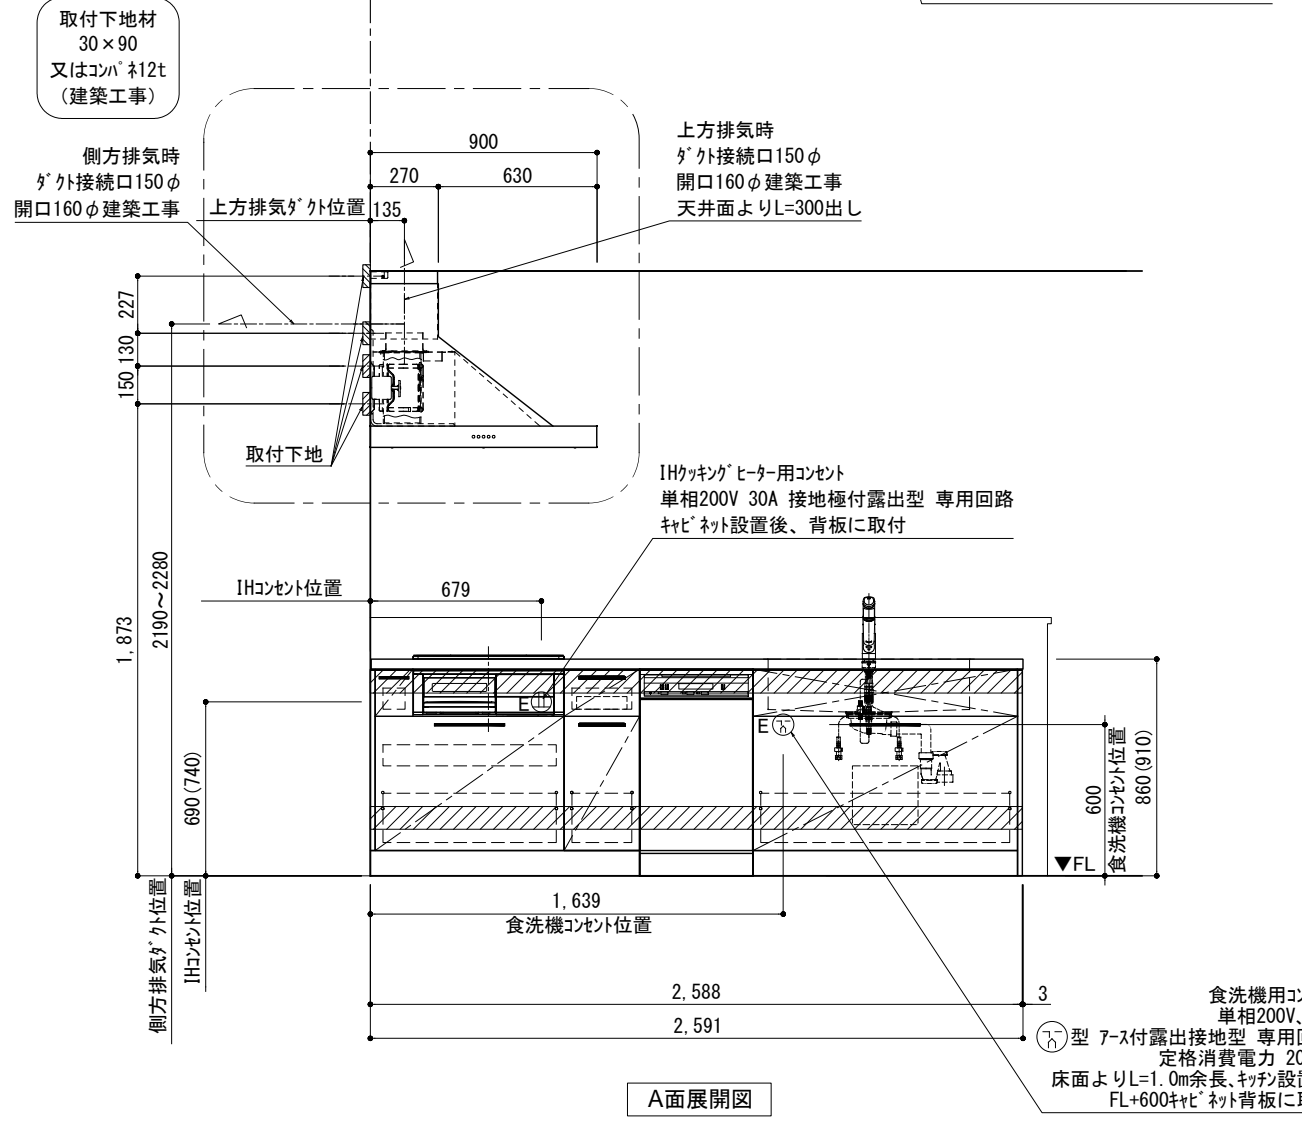 取付下地材
30×90
又はｺﾝﾊﾟﾈ12t
(建築工事)
側方排気時
ﾀﾞｸﾄ接続口150φ
開口160φ建築工事
上方排気ﾀﾞｸﾄ位置
135
900
270
630
上方排気時
ﾀﾞｸﾄ接続口150φ
開口160φ建築工事
天井面よりL=300出し
227
130
150
取付下地
IHｸｯｷﾝｸﾞﾋｰﾀｰ用ｺﾝｾﾝﾄ
単相200V 30A 接地極付露出型 専用回路
ｷｬﾋﾞﾈｯﾄ設置後、背板に取付
IHｺﾝｾﾝﾄ位置
679
1,873
2190～2280
690(740)
E
E
600
食洗機ｺﾝｾﾝﾄ位置
860(910)
▼FL
側方排気ﾀﾞｸﾄ位置
IHｺﾝｾﾝﾄ位置
1,639
食洗機ｺﾝｾﾝﾄ位置
2,588
3
2,591
食洗機用ｺﾝ
単相200V、
型 ｱｰｽ付露出接地型 専用回
定格消費電力 20
床面よりL=1.0m余長、ｷｯﾁﾝ設置
FL+600ｷｬﾋﾞﾈｯﾄ背板に取
A面展開図